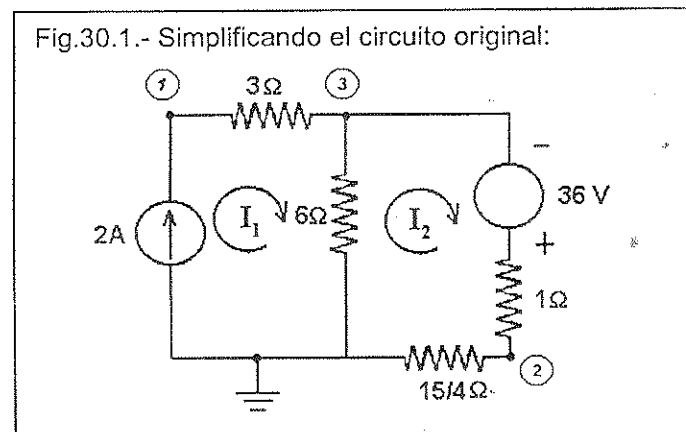 Fig.30.1.- Simplificando el circuito original:
1 3Ω 3
−
2A I₁ 6Ω I₂ 36 V
+
1Ω
15/4Ω 2